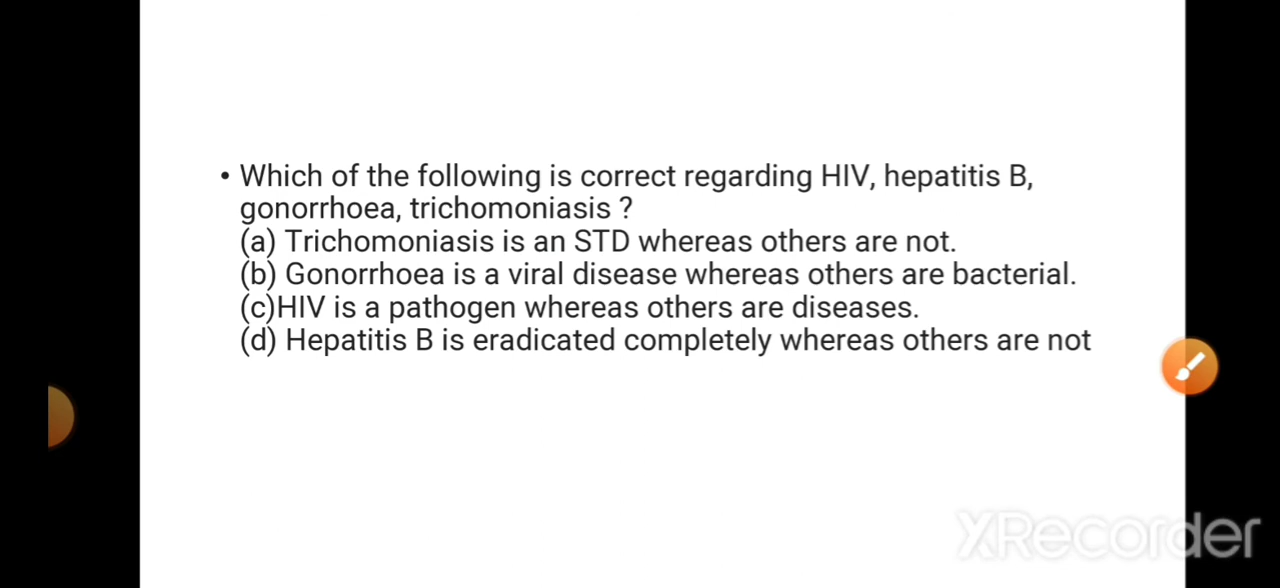 • Which of the following is correct regarding HIV, hepatitis B,
gonorrhoea, trichomoniasis ?
(a) Trichomoniasis is an STD whereas others are not.
(b) Gonorrhoea is a viral disease whereas others are bacterial.
(c)HIV is a pathogen whereas others are diseases.
(d) Hepatitis B is eradicated completely whereas others are not
XRecorder